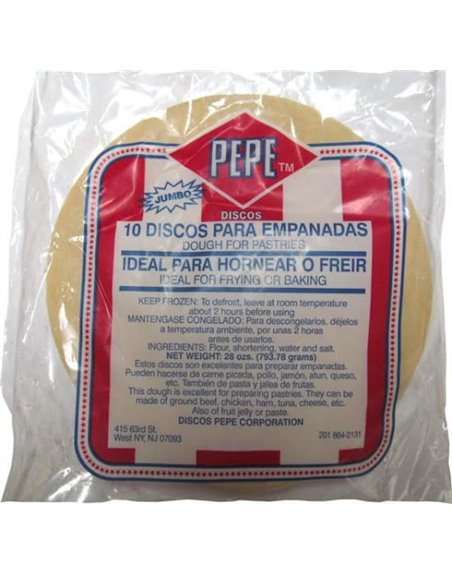 PEPE™
JUMBO
DISCOS
10 DISCOS PARA EMPANADAS
DOUGH FOR PASTRIES
IDEAL PARA HORNEAR O FREIR
IDEAL FOR FRYING OR BAKING
KEEP FROZEN: To defrost, leave at room temperature
about 2 hours before using
MANTENGASE CONGELADO: Para descongelarlos, déjelos
a temperatura ambiente, por unas 2 horas
antes de usarlos.
INGREDIENTS: Flour, shortening, water and salt.
NET WEIGHT: 28 ozs. (793.78 grams)
Estos discos son excelentes para preparar empanadas.
Pueden hacerse de carne picada, pollo, jamón, atun, queso,
etc. También de pasta y jalea de frutas.
This dough is excellent for preparing pastries. They can be
made of ground beef, chicken, ham, tuna, cheese, etc.
Also of fruit jelly or paste.
DISCOS PEPE CORPORATION
415 63rd St.
West NY, NJ 07093
201 864-2131